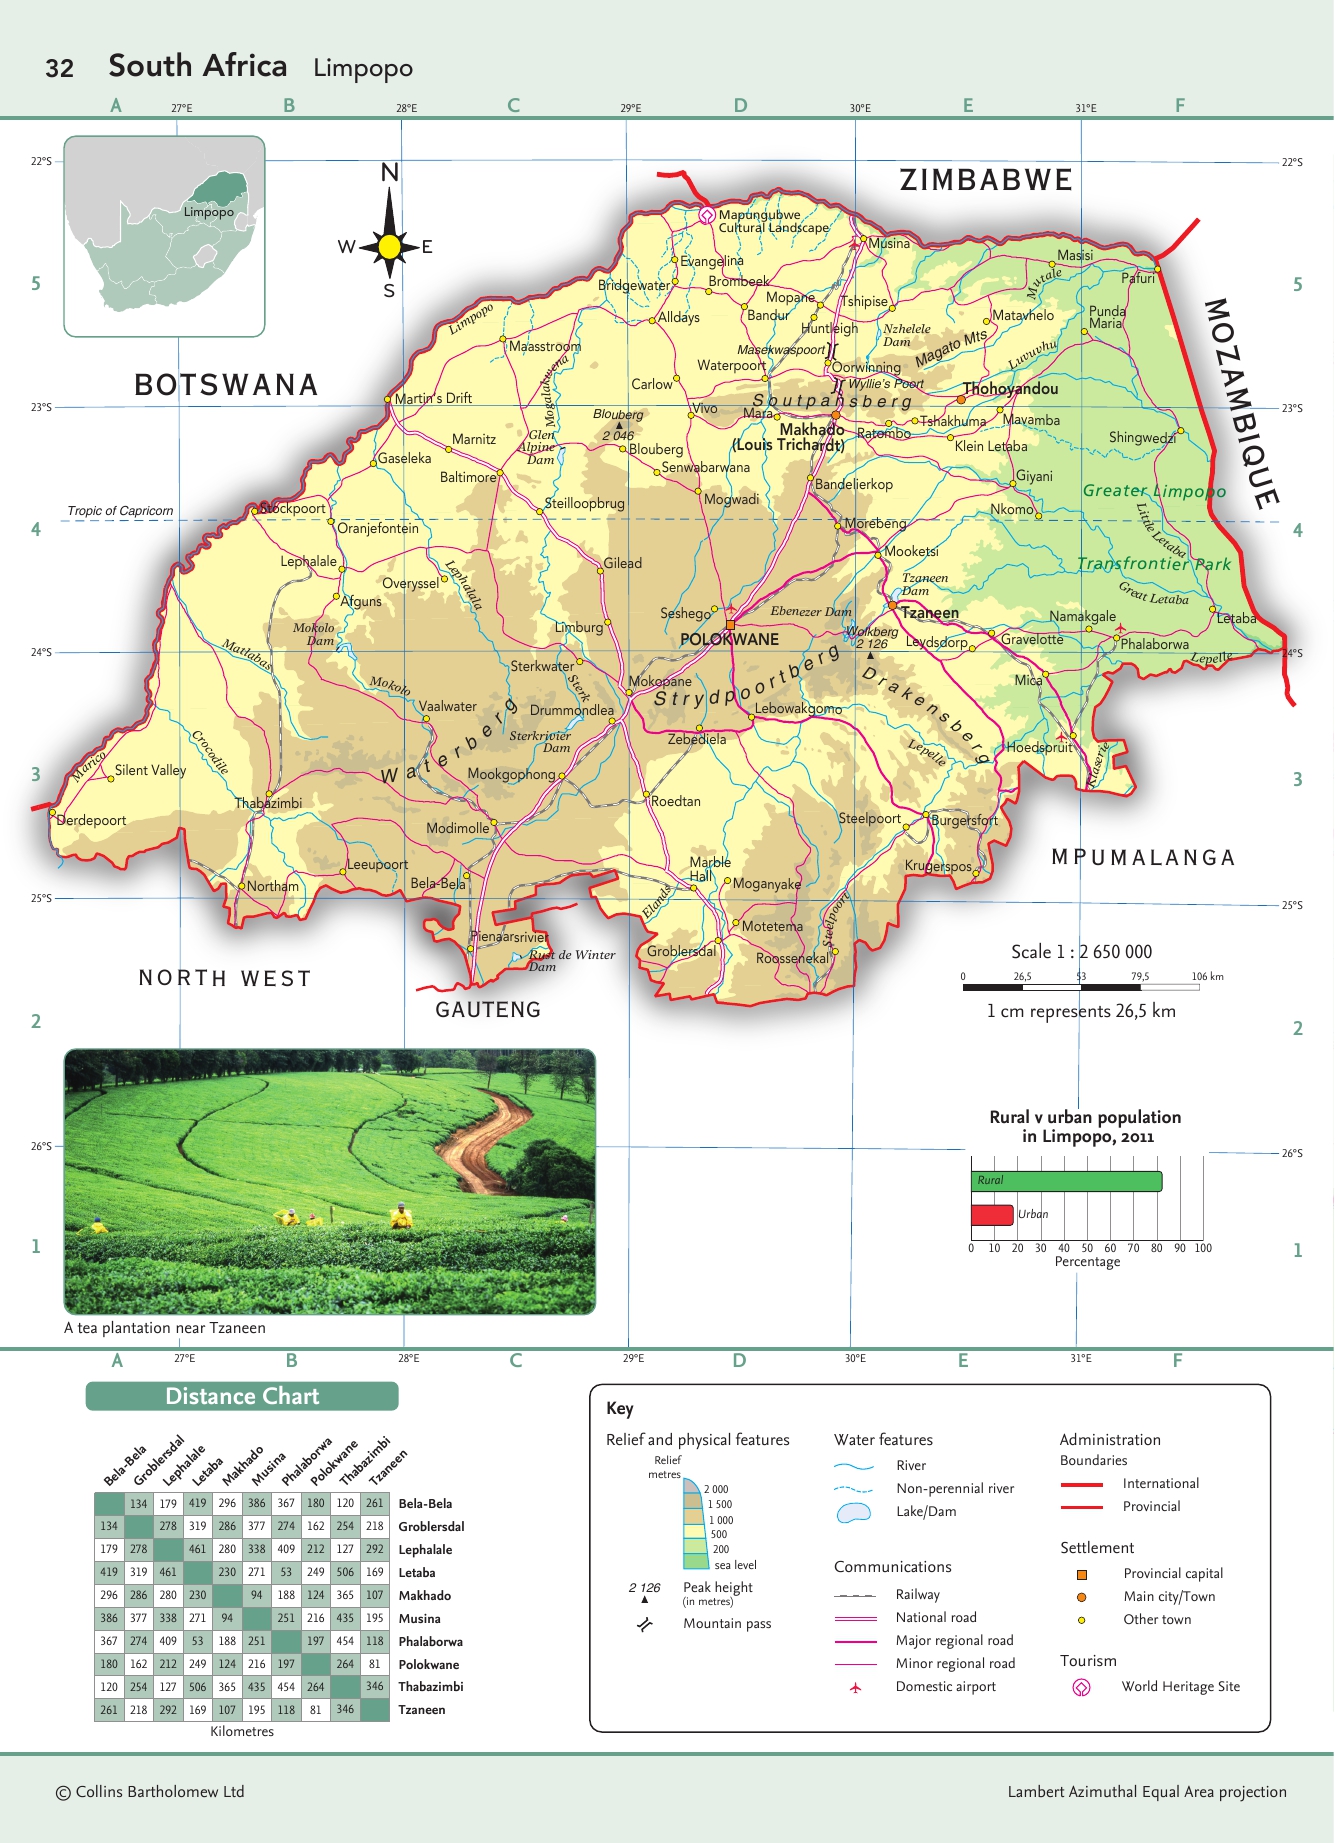 32 South Africa Limpopo
A B C D E F
27°E 28°E 29°E 30°E 31°E
22°S 22°S
5 5
23°S 23°S
4 4
24°S 24°S
3 3
25°S 25°S
2 2
26°S 26°S
1 1
Limpopo
N
W E
S
ZIMBABWE
BOTSWANA
MOZAMBIQUE
MPUMALANGA
NORTH WEST
GAUTENG
Tropic of Capricorn
Mapungubwe
Cultural Landscape
Musina
Evangelina
Bridgewater
Brombeek
Mopane
Tshipise
Masisi
Mutale
Pafuri
Alldays
Bandur
Huntleigh
Nzhelele
Dam
Matavhelo
Punda
Maria
Limpopo
Maasstroom
Mogalakwena
Masekwaspoort
Magato Mts
Luvuvhu
Waterpoort
Oorwinning
Wyllie's Poort
Carlow
Thohoyandou
Soutpansberg
Martin's Drift
Vivo
Mara
Makhado
(Louis Trichardt)
Ratombo
Tshakhuma
Mavamba
Klein Letaba
Shingwedzi
Blouberg
2 046
Blouberg
Marnitz
Glen
Alpine
Dam
Gaseleka
Baltimore
Senwabarwana
Mogwadi
Bandelierkop
Giyani
Greater Limpopo
Transfrontier Park
Stockpoort
Steilloopbrug
Oranjefontein
Nkomo
Little Letaba
Morebeng
Mooketsi
Lephalale
Gilead
Overyssel
Lephalala
Afguns
Tzaneen
Dam
Great Letaba
Seshego
Ebenezer Dam
Tzaneen
Namakgale
Letaba
Mokolo
Dam
Limburg
POLOKWANE
Wolkberg
2 126
Leydsdorp
Gravelotte
Phalaborwa
Lepelle
Matlabas
Sterkwater
Sterk
Mokopane
Strydpoortberg
Drakensberg
Mica
Mokolo
Vaalwater
Drummondlea
Lebowakgomo
Waterberg
Sterkrivier
Dam
Zebediela
Lepelle
Hoedspruit
Klaserie
Crocodile
Marico
Silent Valley
Mookgophong
Thabazimbi
Roedtan
Derdepoort
Modimolle
Steelpoort
Burgersfort
Leeupoort
Marble
Hall
Moganyake
Krugerspos
Northam
Bela-Bela
Elands
Motetema
Steelpoort
Pienaarsrivier
Rust de Winter
Dam
Groblersdal
Roossenekal
Scale 1 : 2 650 000
0 26,5 53 79,5 106 km
1 cm represents 26,5 km
Rural v urban population
in Limpopo, 2011
Rural
Urban
0 10 20 30 40 50 60 70 80 90 100
Percentage
A tea plantation near Tzaneen
A B C D E F
27°E 28°E 29°E 30°E 31°E
Distance Chart
Bela-Bela Groblersdal Lephalale Letaba Makhado Musina Phalaborwa Polokwane Thabazimbi Tzaneen
134 179 419 296 386 367 180 120 261 Bela-Bela
134 278 319 286 377 274 162 254 218 Groblersdal
179 278 461 280 338 409 212 127 292 Lephalale
419 319 461 230 271 53 249 506 169 Letaba
296 286 280 230 94 188 124 365 107 Makhado
386 377 338 271 94 251 216 435 195 Musina
367 274 409 53 188 251 197 454 118 Phalaborwa
180 162 212 249 124 216 197 264 81 Polokwane
120 254 127 506 365 435 454 264 346 Thabazimbi
261 218 292 169 107 195 118 81 346 Tzaneen
Kilometres
Key
Relief and physical features
Relief
metres
2 000
1 500
1 000
500
200
sea level
2 126 Peak height
(in metres)
Mountain pass
Water features
River
Non-perennial river
Lake/Dam
Communications
Railway
National road
Major regional road
Minor regional road
Domestic airport
Administration
Boundaries
International
Provincial
Settlement
Provincial capital
Main city/Town
Other town
Tourism
World Heritage Site
© Collins Bartholomew Ltd
Lambert Azimuthal Equal Area projection